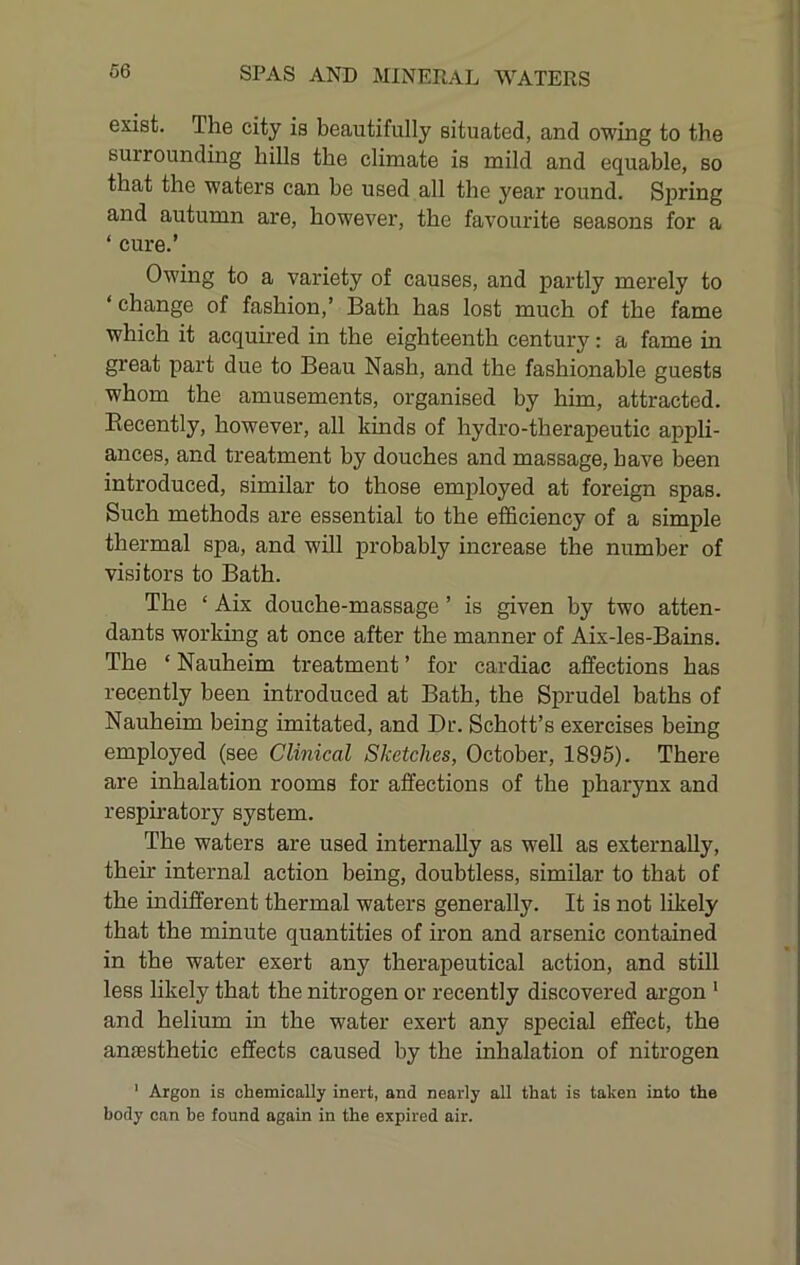 56
SPAS AND MINERAL WATERS
exist. The city is beautifully situated, and owing to the
surrounding hills the climate is mild and equable, so
that the waters can be used all the year round. Spring
and autumn are, however, the favourite seasons for a
‘ cure.’
Owing to a variety of causes, and partly merely to
‘change of fashion,’ Bath has lost much of the fame
which it acquired in the eighteenth century : a fame in
great part due to Beau Nash, and the fashionable guests
whom the amusements, organised by him, attracted.
Recently, however, all kinds of hydro-therapeutic appli-
ances, and treatment by douches and massage, have been
introduced, similar to those employed at foreign spas.
Such methods are essential to the efficiency of a simple
thermal spa, and will probably increase the number of
visitors to Bath.
The ‘ Aix douche-massage ’ is given by two atten-
dants working at once after the manner of Aix-les-Bains.
The ‘ Nauheim treatment ’ for cardiac affections has
recently been introduced at Bath, the Sprudel baths of
Nauheim being imitated, and Dr. Schott’s exercises being
employed (see Clinical Sketches, October, 1895). There
are inhalation rooms for affections of the pharynx and
respiratory system.
The waters are used internally as well as externally,
their internal action being, doubtless, similar to that of
the indifferent thermal waters generally. It is not likely
that the minute quantities of iron and arsenic contained
in the water exert any therapeutical action, and still
less likely that the nitrogen or recently discovered argon ¹
and helium in the water exert any special effect, the
anæsthetic effects caused by the inhalation of nitrogen
¹ Argon is chemically inert, and nearly all that is taken into the
body can be found again in the expired air.